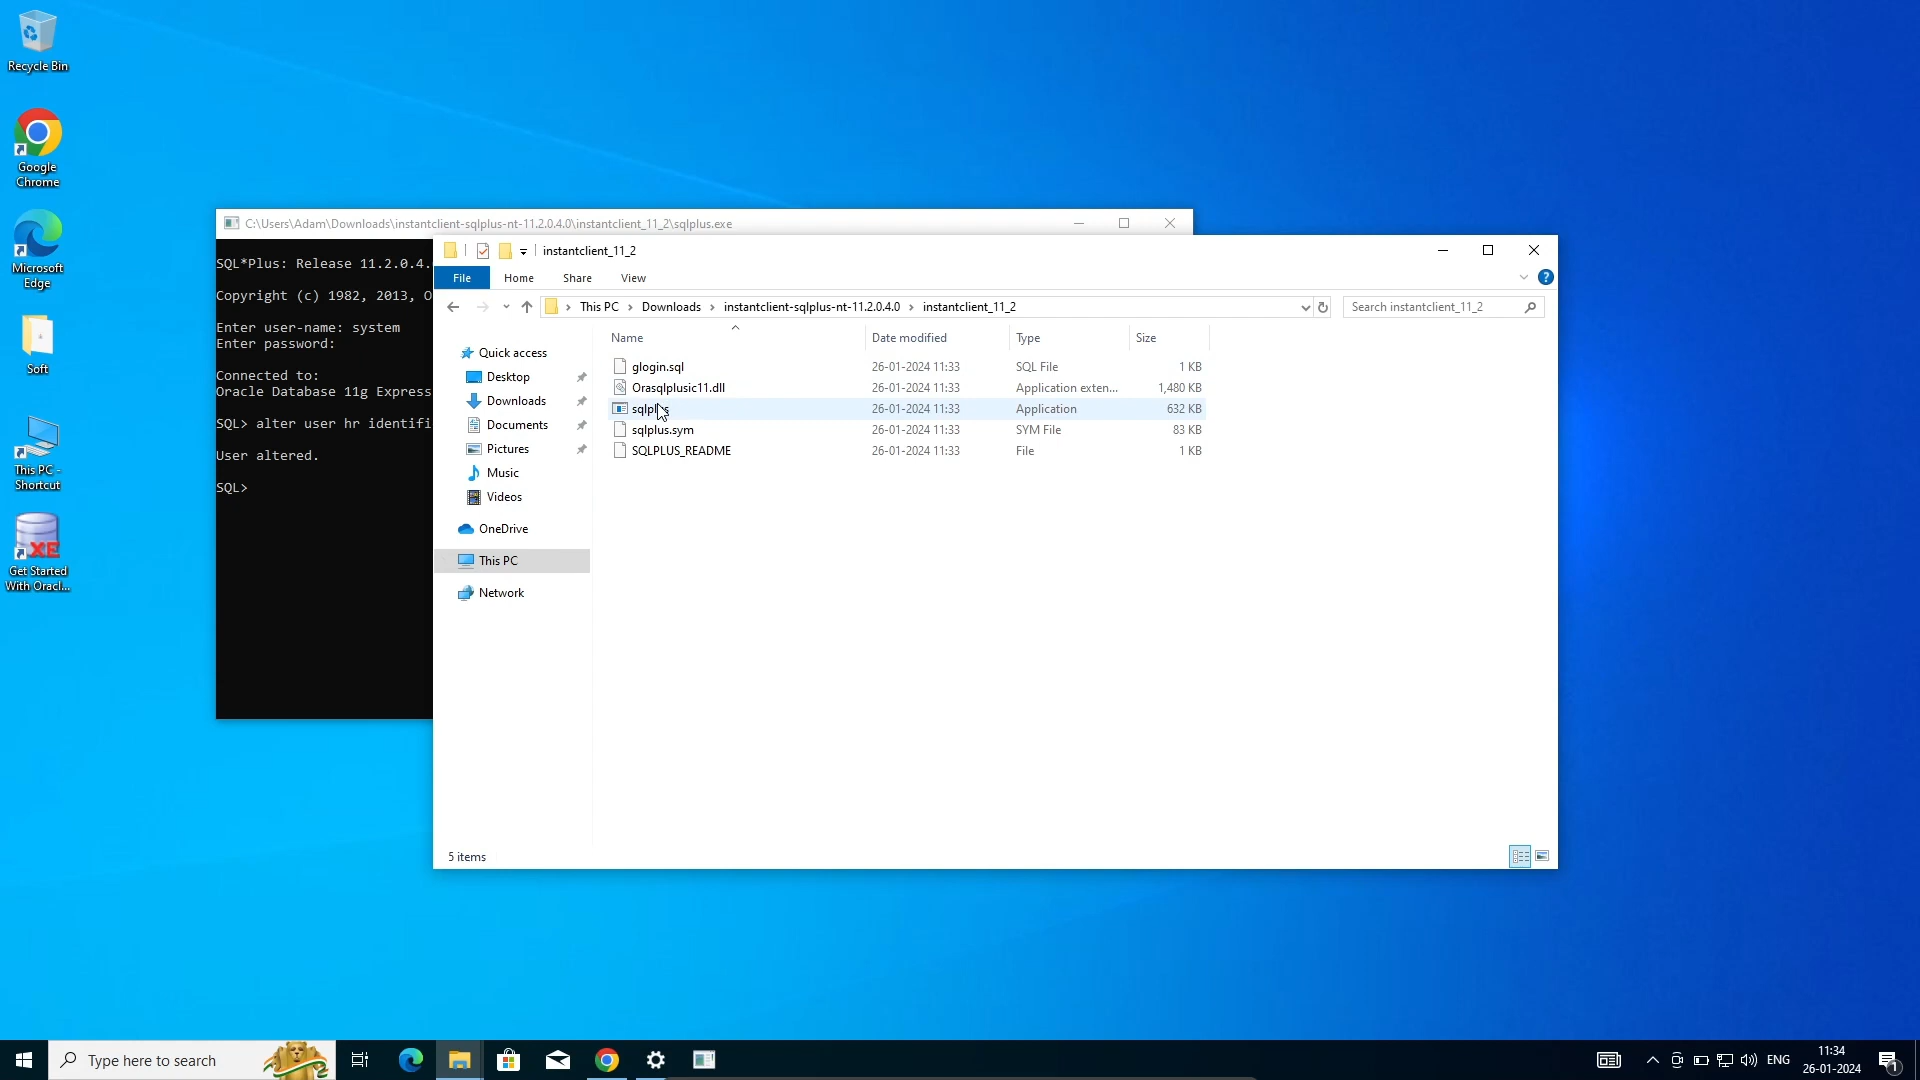 Recycle Bin
Google
Chrome
Microsoft
Edge
Soft
This PC -
Shortcut
XE
Get Started
With Oracl...
C:\Users\Adam\Downloads\instantclient-sqlplus-nt-11.2.0.4.0\instantclient_11_2\sqlplus.exe
SQL*Plus: Release 11.2.0.4.
Copyright (c) 1982, 2013, O
Enter user-name: system
Enter password:
Connected to:
Oracle Database 11g Express
SQL> alter user hr identifi
User altered.
SQL>
instantclient_11_2
File Home Share View
This PC Downloads instantclient-sqlplus-nt-11.2.0.4.0 instantclient_11_2
Search instantclient_11_2
Quick access
Desktop
Downloads
Documents
Pictures
Music
Videos
OneDrive
This PC
Network
Name Date modified Type Size
glogin.sql 26-01-2024 11:33 SQL File 1 KB
Orasqlplusic11.dll 26-01-2024 11:33 Application exten... 1,480 KB
sqlplus 26-01-2024 11:33 Application 632 KB
sqlplus.sym 26-01-2024 11:33 SYM File 83 KB
SQLPLUS_README 26-01-2024 11:33 File 1 KB
5 items
Type here to search
ENG
11:34
26-01-2024
1